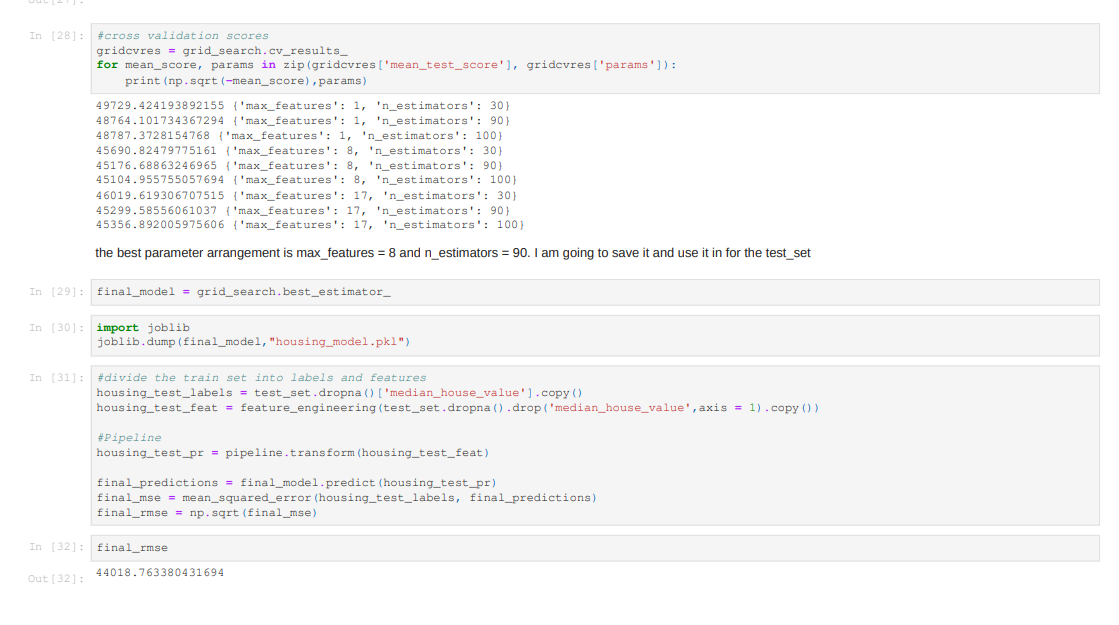 Out[27]:
In [28]: #cross validation scores
gridcvres = grid_search.cv_results_
for mean_score, params in zip(gridcvres['mean_test_score'], gridcvres['params']):
    print(np.sqrt(-mean_score),params)
49729.424193892155 {'max_features': 1, 'n_estimators': 30}
48764.101734367294 {'max_features': 1, 'n_estimators': 90}
48787.3728154768 {'max_features': 1, 'n_estimators': 100}
45690.82479775161 {'max_features': 8, 'n_estimators': 30}
45176.68863246965 {'max_features': 8, 'n_estimators': 90}
45104.955755057694 {'max_features': 8, 'n_estimators': 100}
46019.619306707515 {'max_features': 17, 'n_estimators': 30}
45299.58556061037 {'max_features': 17, 'n_estimators': 90}
45356.892005975606 {'max_features': 17, 'n_estimators': 100}
the best parameter arrangement is max_features = 8 and n_estimators = 90. I am going to save it and use it in for the test_set
In [29]: final_model = grid_search.best_estimator_
In [30]: import joblib
joblib.dump(final_model,"housing_model.pkl")
In [31]: #divide the train set into labels and features
housing_test_labels = test_set.dropna()['median_house_value'].copy()
housing_test_feat = feature_engineering(test_set.dropna().drop('median_house_value',axis = 1).copy())
#Pipeline
housing_test_pr = pipeline.transform(housing_test_feat)
final_predictions = final_model.predict(housing_test_pr)
final_mse = mean_squared_error(housing_test_labels, final_predictions)
final_rmse = np.sqrt(final_mse)
In [32]: final_rmse
Out[32]: 44018.763380431694